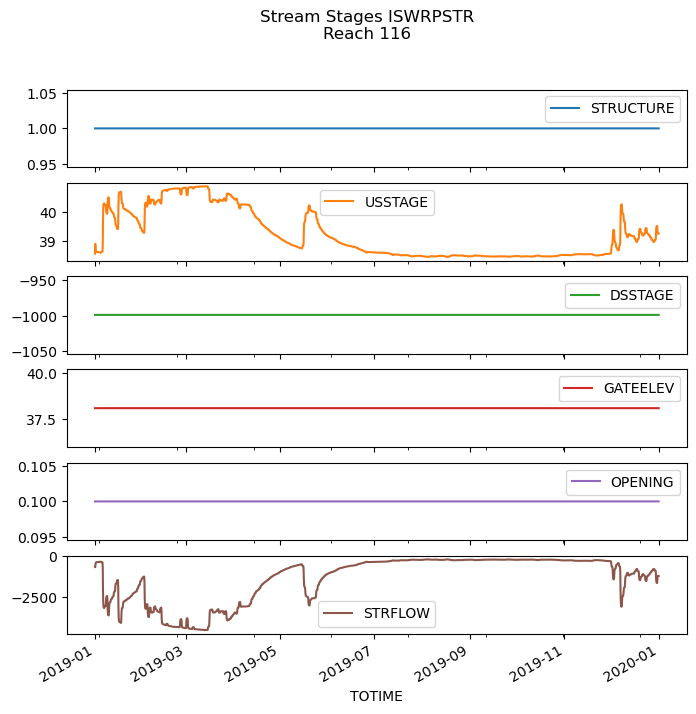 Stream Stages ISWRPSTR
Reach 116
1.05
1.00
0.95
STRUCTURE
40
39
USSTAGE
−950
−1000
−1050
DSSTAGE
40.0
37.5
GATEELEV
0.105
0.100
0.095
OPENING
0
−2500
STRFLOW
2019-01
2019-03
2019-05
2019-07
2019-09
2019-11
2020-01
TOTIME